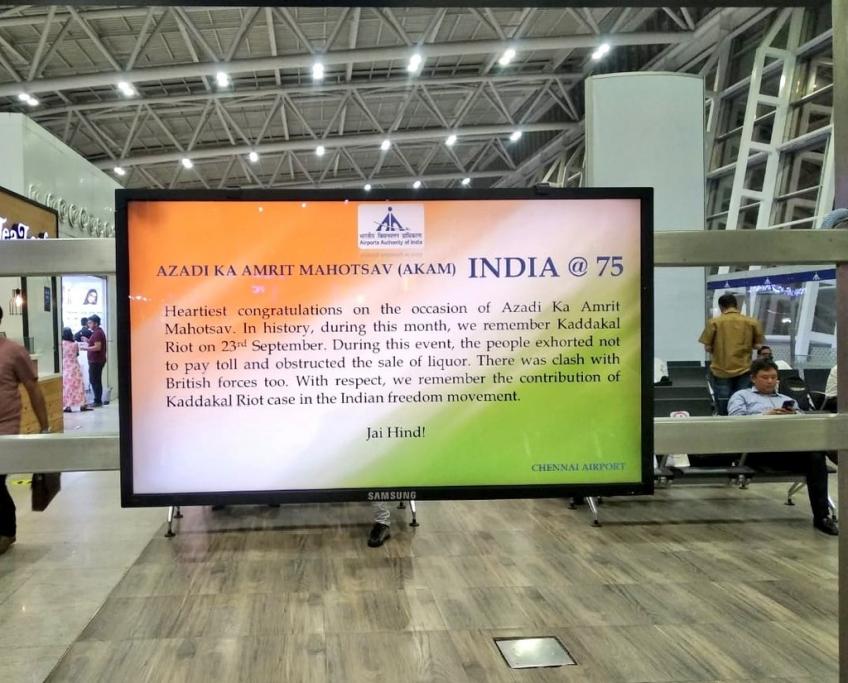 भारतीय विमानपत्तन प्राधिकरण
Airports Authority of India
AZADI KA AMRIT MAHOTSAV (AKAM) INDIA @ 75
Heartiest congratulations on the occasion of Azadi Ka Amrit
Mahotsav. In history, during this month, we remember Kaddakal
Riot on 23rd September. During this event, the people exhorted not
to pay toll and obstructed the sale of liquor. There was clash with
British forces too. With respect, we remember the contribution of
Kaddakal Riot case in the Indian freedom movement.
Jai Hind!
CHENNAI AIRPORT
SAMSUNG